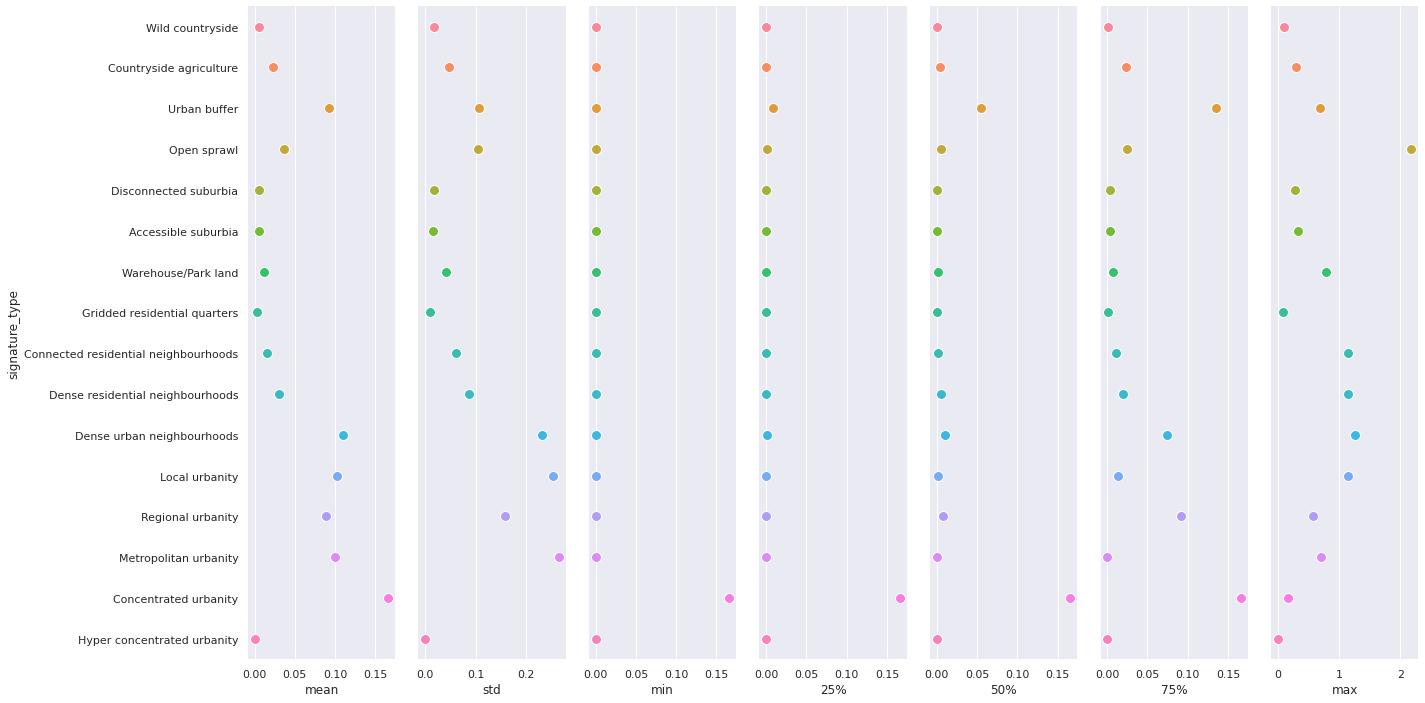 signature_type
Wild countryside
Countryside agriculture
Urban buffer
Open sprawl
Disconnected suburbia
Accessible suburbia
Warehouse/Park land
Gridded residential quarters
Connected residential neighbourhoods
Dense residential neighbourhoods
Dense urban neighbourhoods
Local urbanity
Regional urbanity
Metropolitan urbanity
Concentrated urbanity
Hyper concentrated urbanity
0.00 0.05 0.10 0.15
mean
0.0 0.1 0.2
std
0.00 0.05 0.10 0.15
min
0.00 0.05 0.10 0.15
25%
0.00 0.05 0.10 0.15
50%
0.00 0.05 0.10 0.15
75%
0 1 2
max